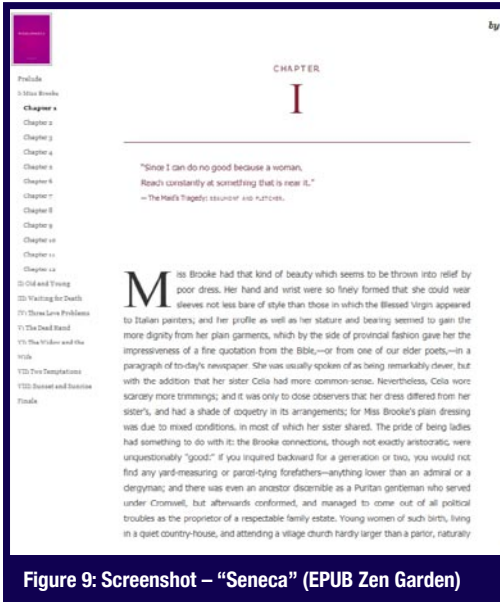 by
Prelude
I: Miss Brooke
Chapter 1
Chapter 2
Chapter 3
Chapter 4
Chapter 5
Chapter 6
Chapter 7
Chapter 8
Chapter 9
Chapter 10
Chapter 11
Chapter 12
II: Old and Young
III: Waiting for Death
IV: Three Love Problems
V: The Dead Hand
VI: The Widow and the
Wife
VII: Two Temptations
VIII: Sunset and Sunrise
Finale
CHAPTER
I
"Since I can do no good because a woman,
Reach constantly at something that is near it."
— The Maid's Tragedy: BEAUMONT AND FLETCHER.
Miss Brooke had that kind of beauty which seems to be thrown into relief by
poor dress. Her hand and wrist were so finely formed that she could wear
sleeves not less bare of style than those in which the Blessed Virgin appeared
to Italian painters; and her profile as well as her stature and bearing seemed to gain the
more dignity from her plain garments, which by the side of provincial fashion gave her the
impressiveness of a fine quotation from the Bible,—or from one of our elder poets,—in a
paragraph of to-day's newspaper. She was usually spoken of as being remarkably clever, but
with the addition that her sister Celia had more common-sense. Nevertheless, Celia wore
scarcely more trimmings; and it was only to close observers that her dress differed from her
sister's, and had a shade of coquetry in its arrangements; for Miss Brooke's plain dressing
was due to mixed conditions, in most of which her sister shared. The pride of being ladies
had something to do with it: the Brooke connections, though not exactly aristocratic, were
unquestionably "good:" if you inquired backward for a generation or two, you would not
find any yard-measuring or parcel-tying forefathers—anything lower than an admiral or a
clergyman; and there was even an ancestor discernible as a Puritan gentleman who served
under Cromwell, but afterwards conformed, and managed to come out of all political
troubles as the proprietor of a respectable family estate. Young women of such birth, living
in a quiet country-house, and attending a village church hardly larger than a parlor, naturally
Figure 9: Screenshot – "Seneca" (EPUB Zen Garden)